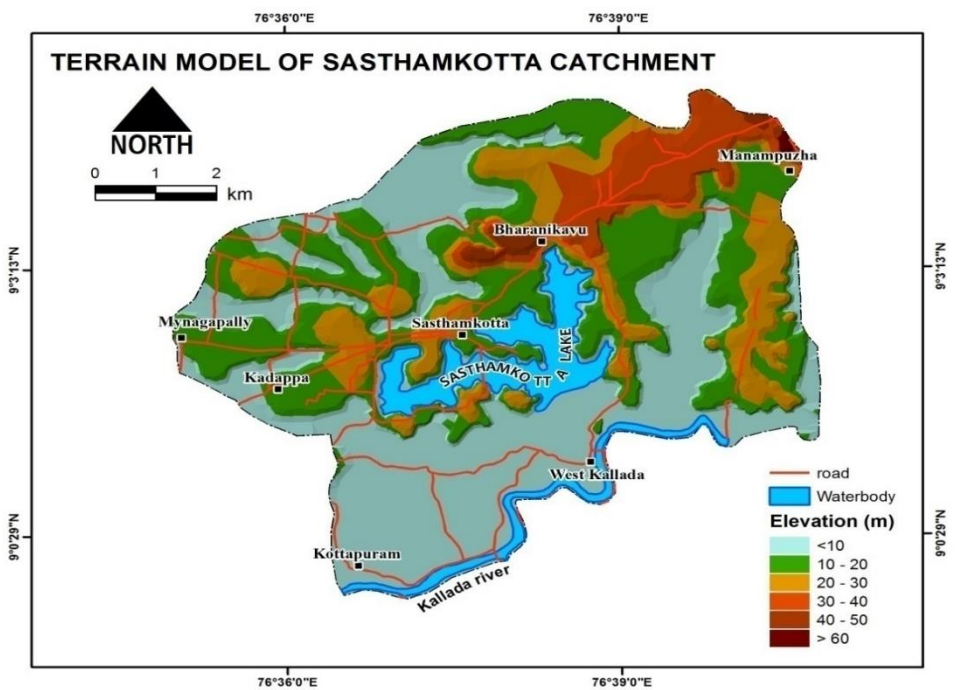 76°36'0"E 76°39'0"E
TERRAIN MODEL OF SASTHAMKOTTA CATCHMENT
NORTH
0 1 2
km
Manampuzha
Bharanikavu
9°3'13"N 9°3'13"N
Mynagapally
Sasthamkotta
SASTHAMKOTTA LAKE
Kadappa
West Kallada
road
Waterbody
Elevation (m)
<10
10 - 20
20 - 30
30 - 40
40 - 50
> 60
9°0'29"N 9°0'29"N
Kottapuram
Kallada river
76°36'0"E 76°39'0"E